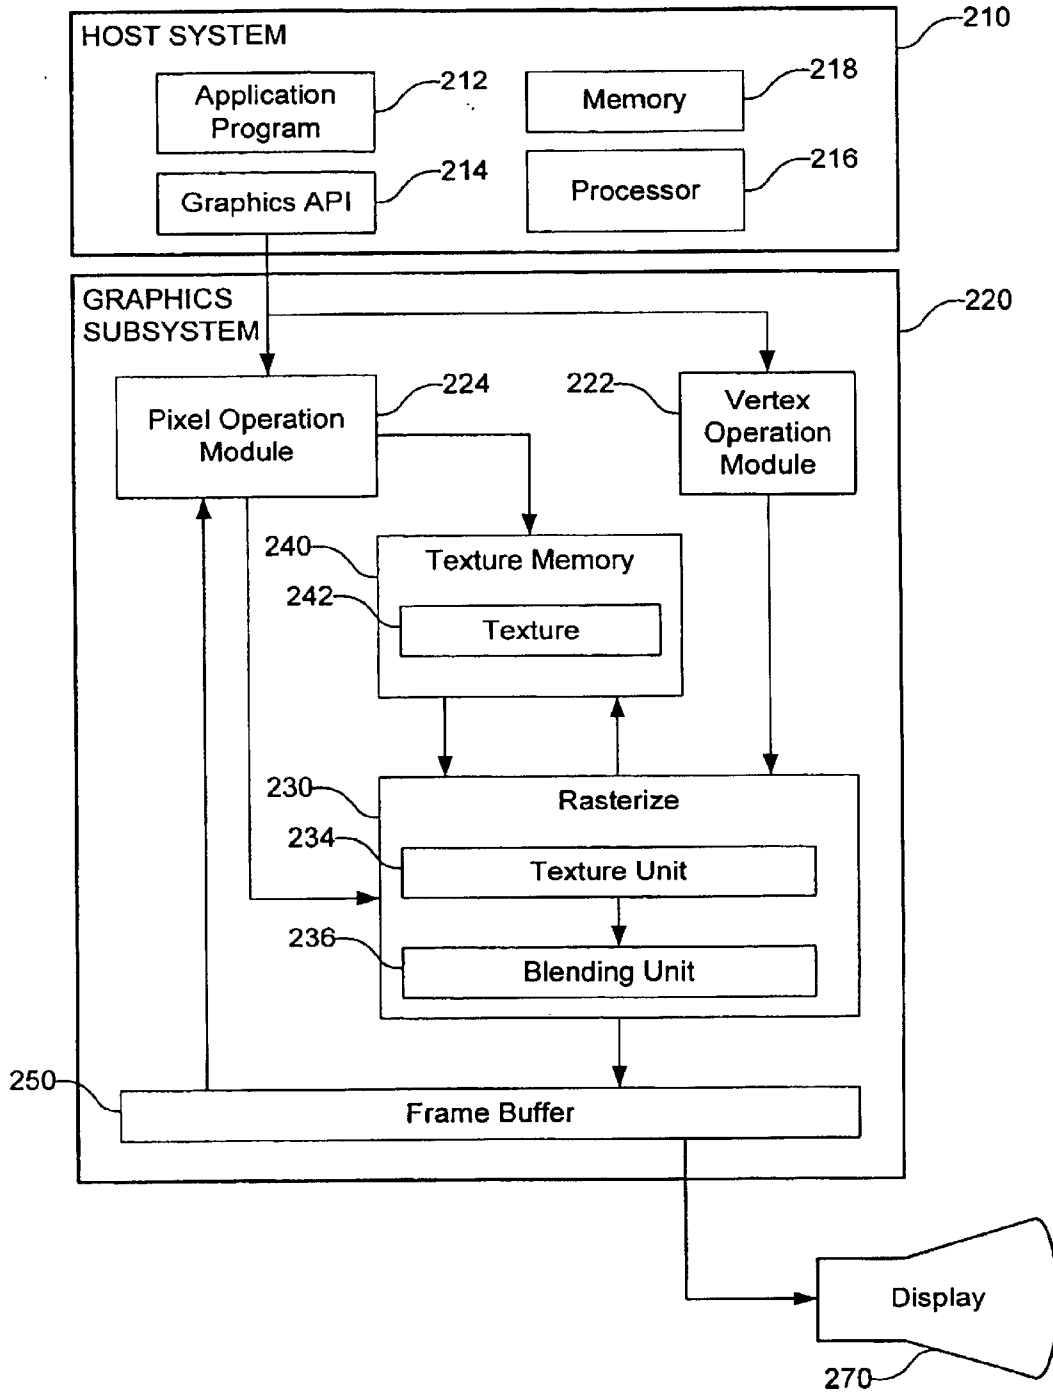 HOST SYSTEM
210
Application
Program
212
Memory
218
Graphics API
214
Processor
216
GRAPHICS
SUBSYSTEM
220
Pixel Operation
Module
224
222
Vertex
Operation
Module
240
Texture Memory
242
Texture
230
Rasterize
234
Texture Unit
236
Blending Unit
250
Frame Buffer
Display
270